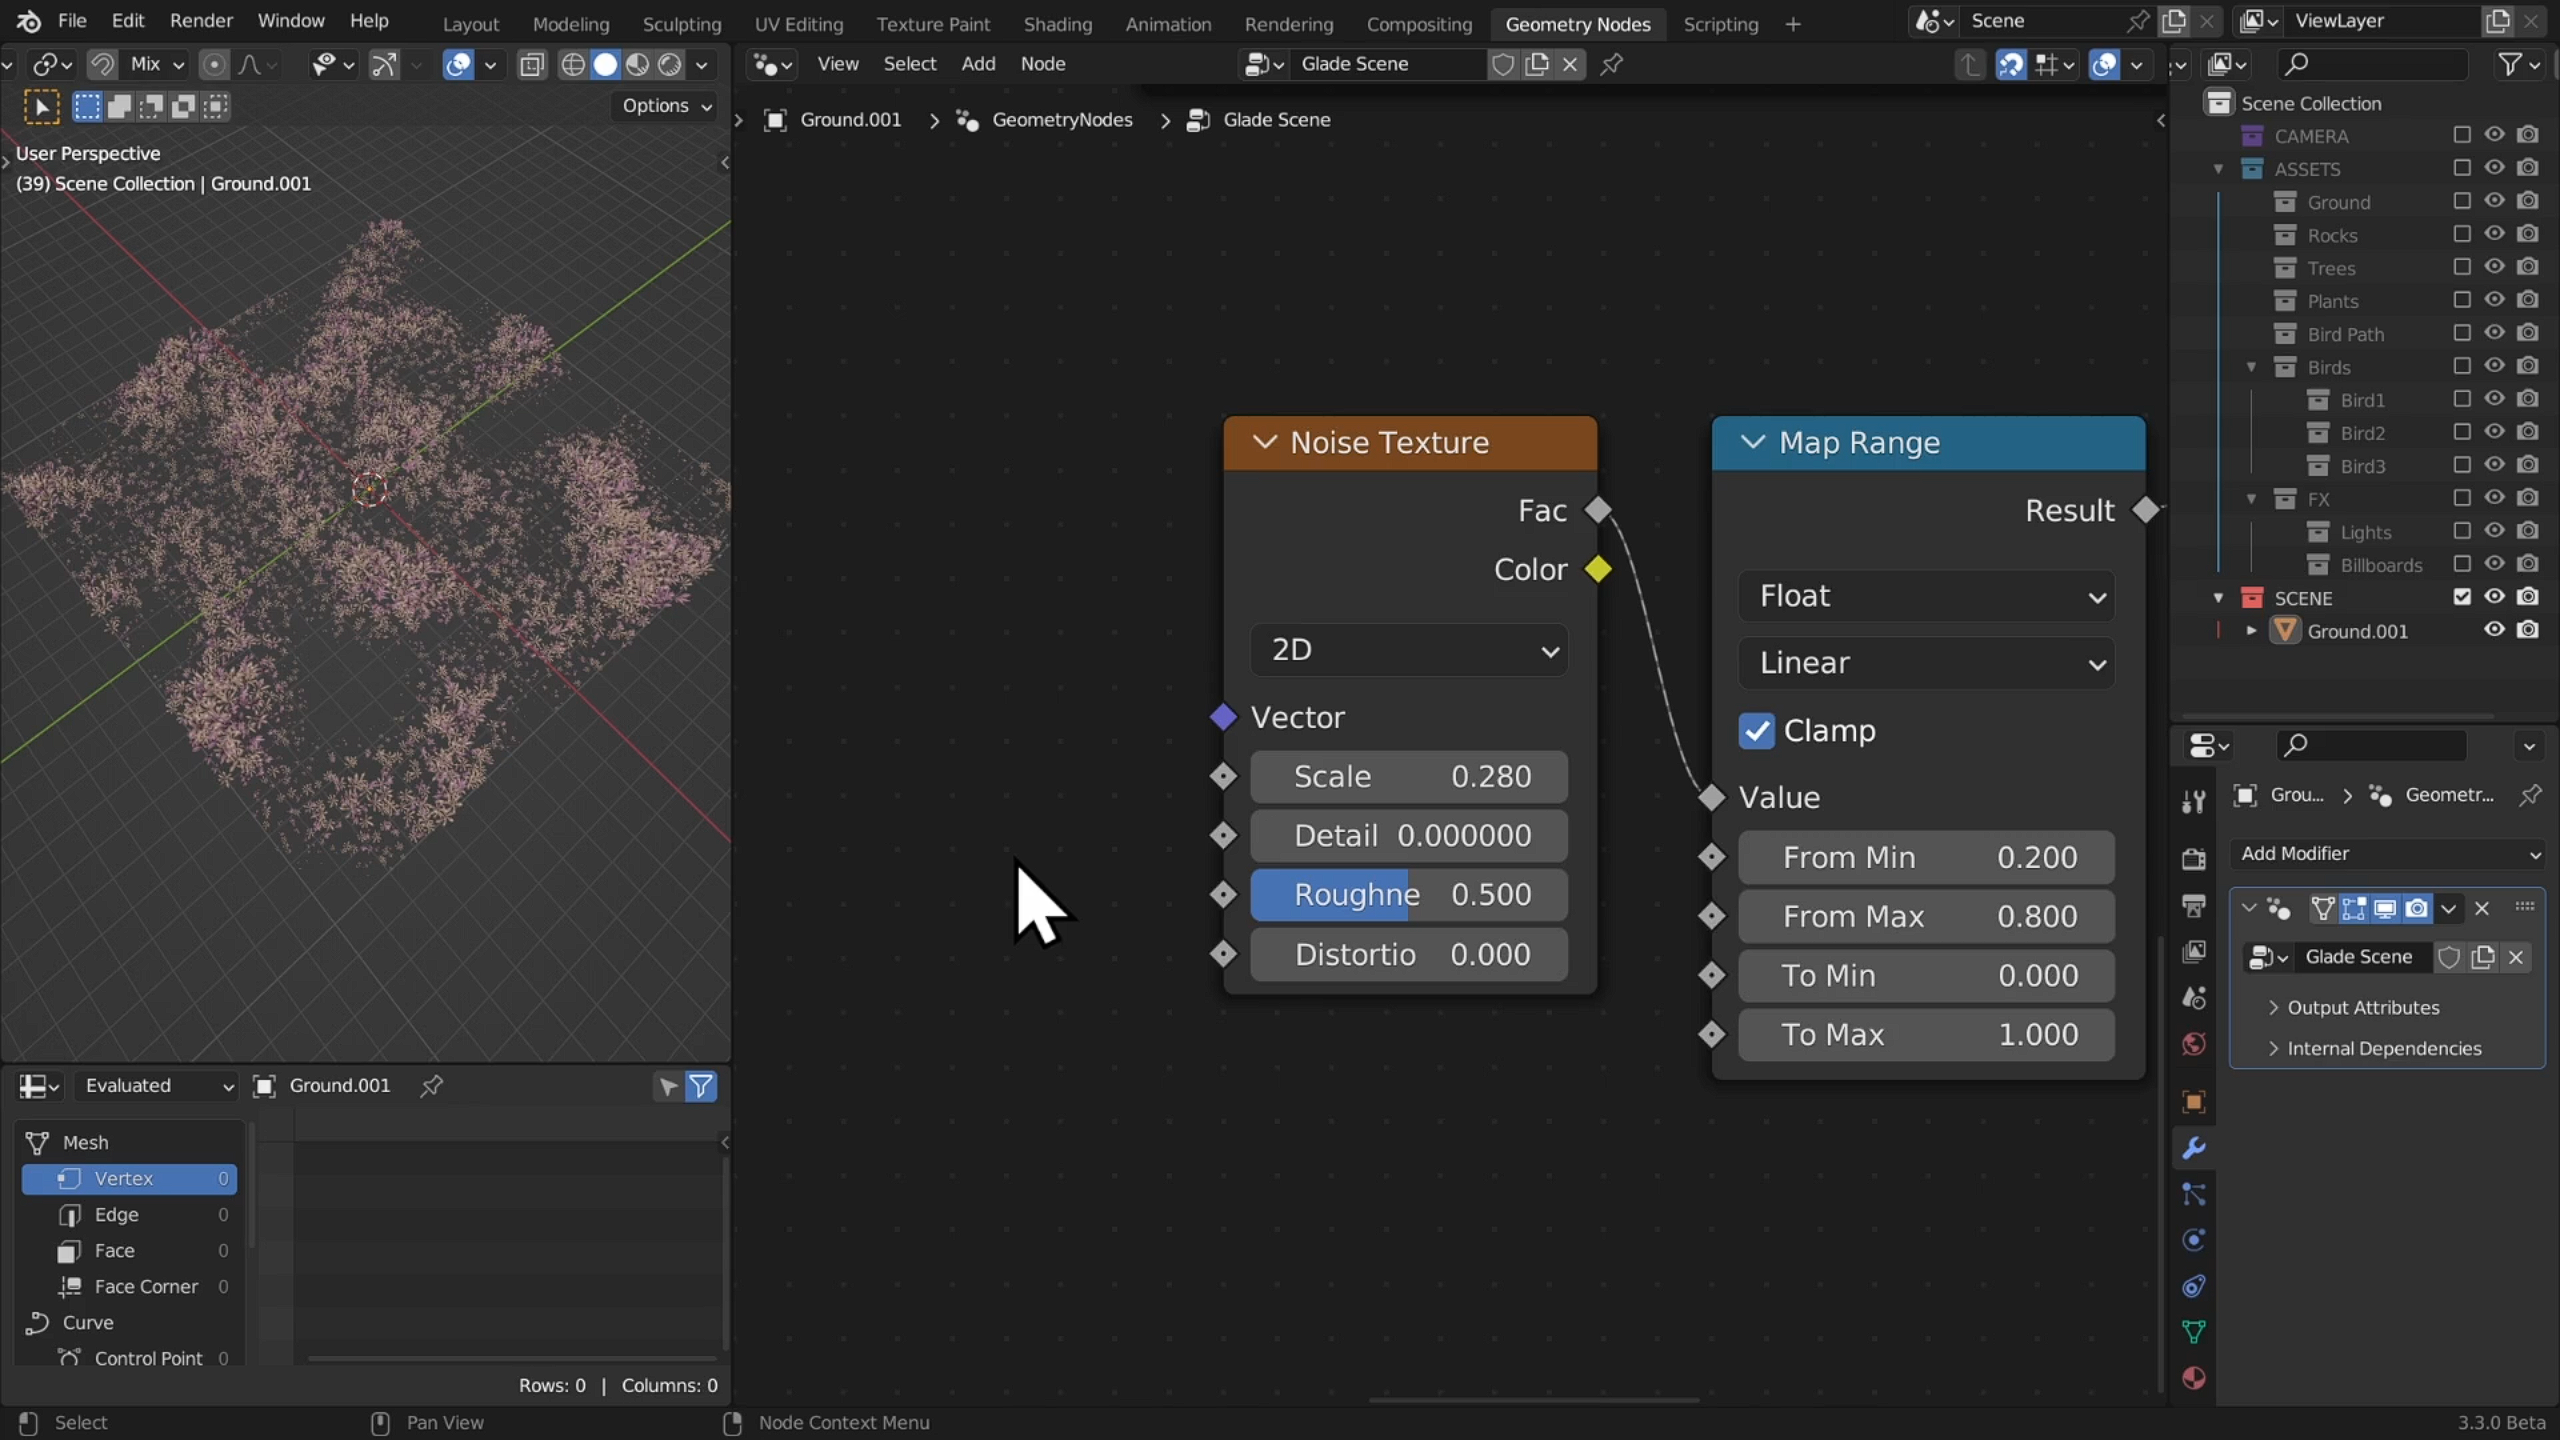 File Edit Render Window Help Layout Modeling Sculpting UV Editing Texture Paint Shading Animation Rendering Compositing Geometry Nodes Scripting + Scene ViewLayer
Mix View Select Add Node Glade Scene
Options
Ground.001 > GeometryNodes > Glade Scene
User Perspective
(39) Scene Collection | Ground.001
Noise Texture
Fac
Color
2D
Vector
Scale 0.280
Detail 0.000000
Roughne 0.500
Distortio 0.000
Map Range
Result
Float
Linear
Clamp
Value
From Min 0.200
From Max 0.800
To Min 0.000
To Max 1.000
Scene Collection
CAMERA
ASSETS
Ground
Rocks
Trees
Plants
Bird Path
Birds
Bird1
Bird2
Bird3
FX
Lights
Billboards
SCENE
Ground.001
Grou... > Geometr...
Add Modifier
Glade Scene
Output Attributes
Internal Dependencies
Evaluated Ground.001
Mesh
Vertex 0
Edge 0
Face 0
Face Corner 0
Curve
Control Point 0
Rows: 0 | Columns: 0
Select Pan View Node Context Menu 3.3.0 Beta